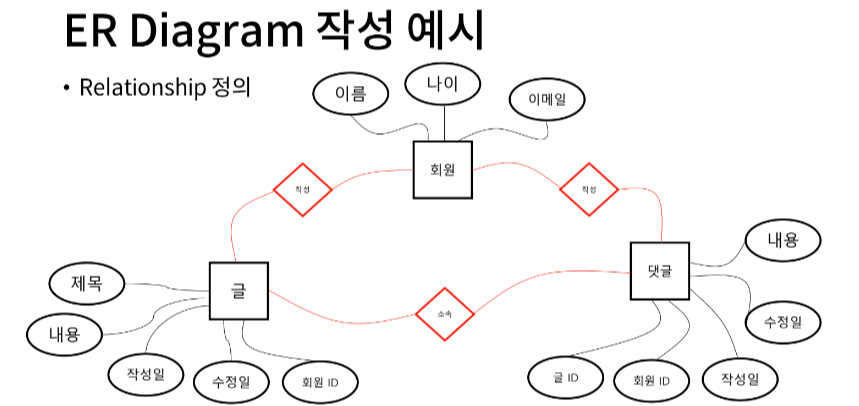 ER Diagram 작성 예시
• Relationship 정의
이름
나이
이메일
회원
작성
작성
글
댓글
소속
제목
내용
작성일
수정일
회원 ID
내용
수정일
글 ID
회원 ID
작성일